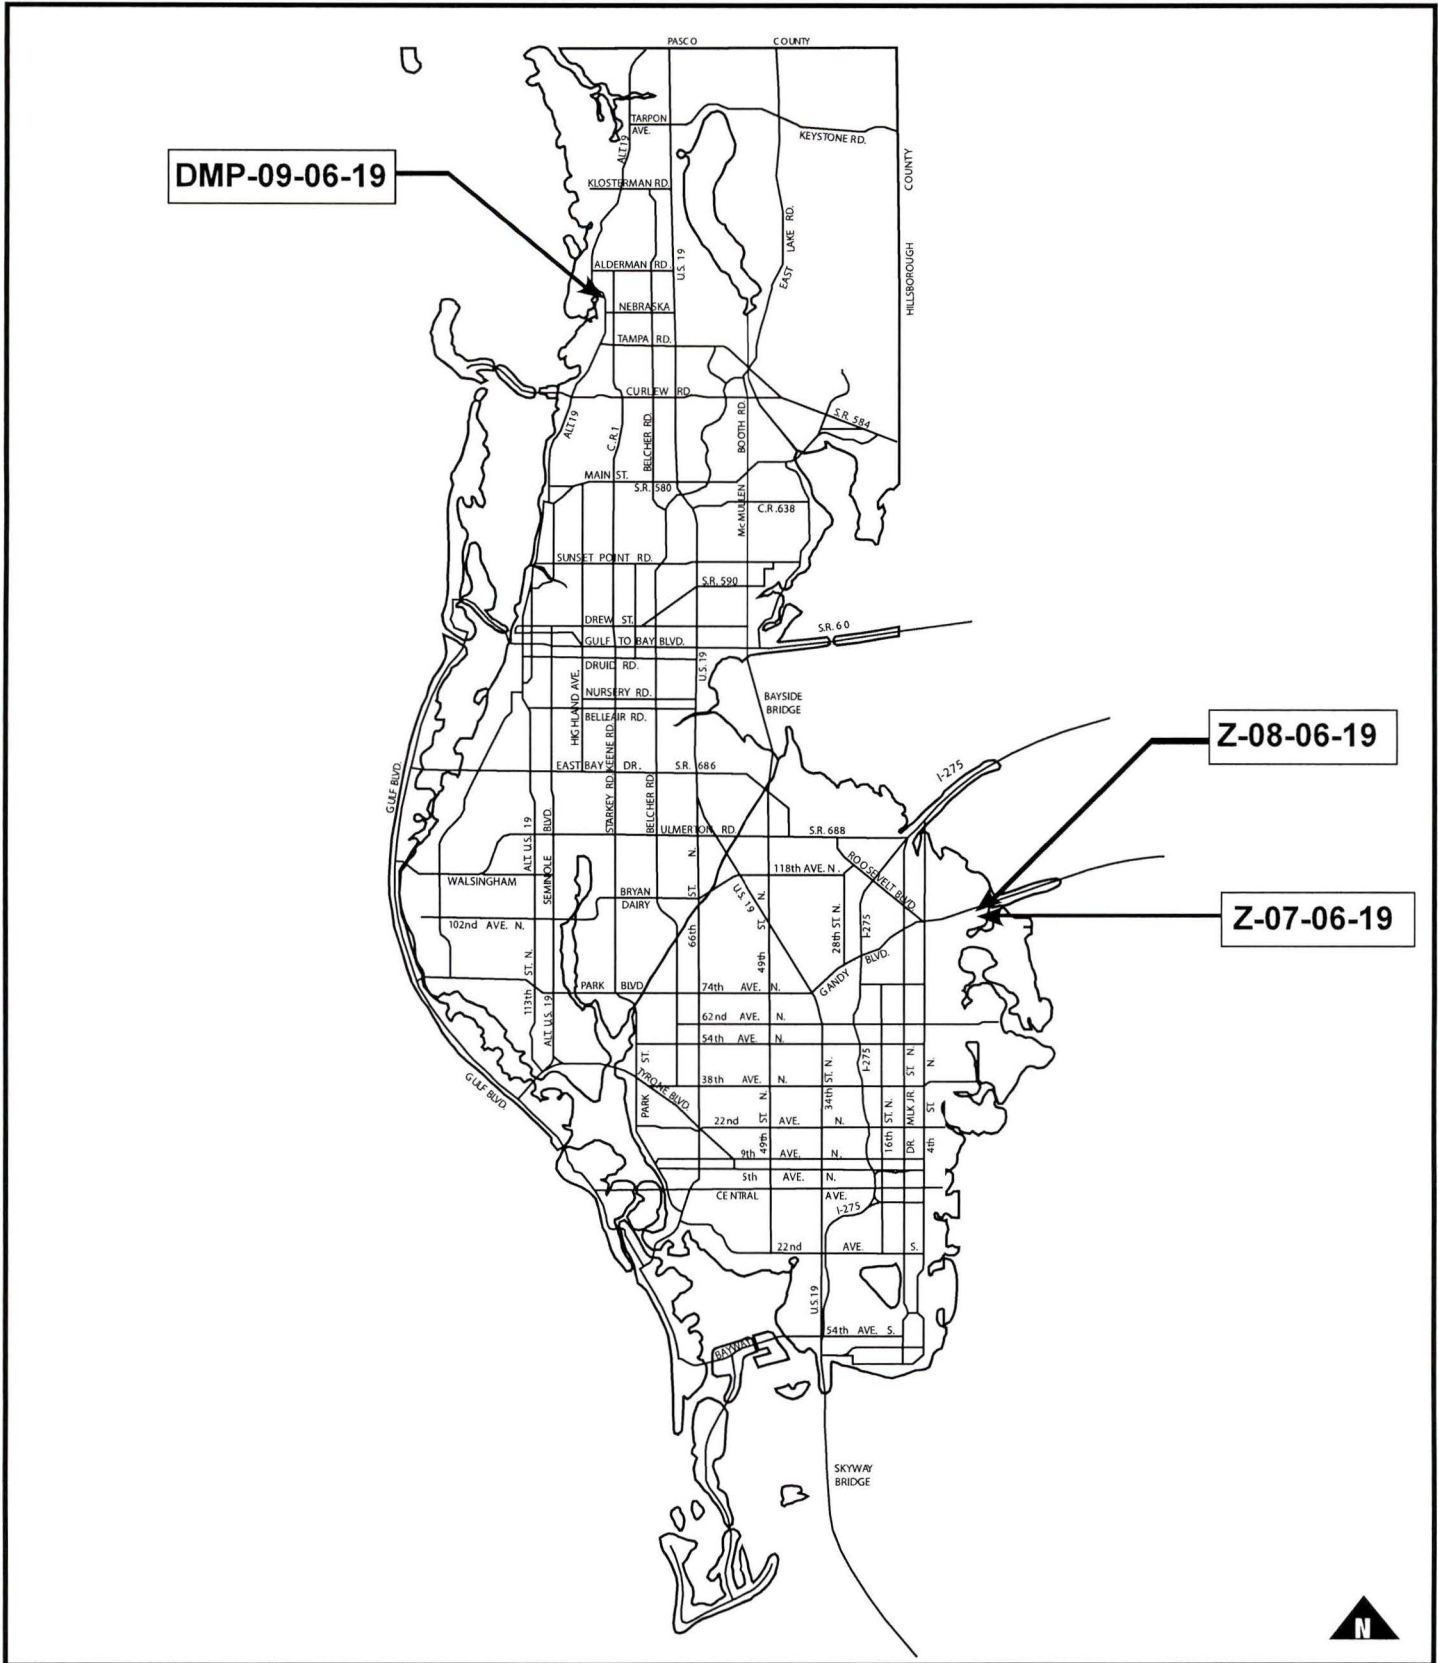 PASCO COUNTY
TARPON
AVE.
KEYSTONE RD.
ALT 19
COUNTY
DMP-09-06-19
KLOSTERMAN RD.
EAST LAKE RD.
HILLSBOROUGH
U.S. 19
ALDERMAN RD.
NEBRASKA
TAMPA RD.
CURLEW RD.
S.R. 584
ALT.19
C.R.1
BELCHER RD.
BOOTH RD.
MAIN ST.
S.R. 580
McMULLEN
C.R.638
SUNSET POINT RD.
S.R. 590
DREW ST.
S.R. 60
GULF TO BAY BLVD.
DRUID RD.
U.S. 19
NURSERY RD.
HIGHLAND AVE.
BELLEAIR RD.
BAYSIDE
BRIDGE
Z-08-06-19
KEENE RD.
EAST BAY DR. S.R. 686
I-275
GULF BLVD.
STARKEY RD.
BELCHER RD.
ALT U.S. 19
SEMINOLE BLVD.
ULMERTON RD. S.R. 688
118th AVE. N.
ROOSEVELT BLVD.
WALSINGHAM
BRYAN
DAIRY
66th ST. N.
U.S. 19
49th ST. N.
28th ST. N.
I-275
Z-07-06-19
102nd AVE. N.
113th ST. N.
GANDY BLVD.
PARK BLVD.
74th AVE. N.
ALT U.S. 19
62nd AVE. N.
54th AVE. N.
I-275
38th AVE. N.
PARK ST.
TYRONE BLVD.
GULF BLVD.
34th ST. N.
49th ST. N.
16th ST. N.
DR. MLK JR. ST. N.
4th ST. N.
22nd AVE. N.
9th AVE. N.
5th AVE. N.
CENTRAL AVE.
I-275
22nd AVE. S.
U.S.19
54th AVE. S.
BAYWAY
SKYWAY
BRIDGE
N